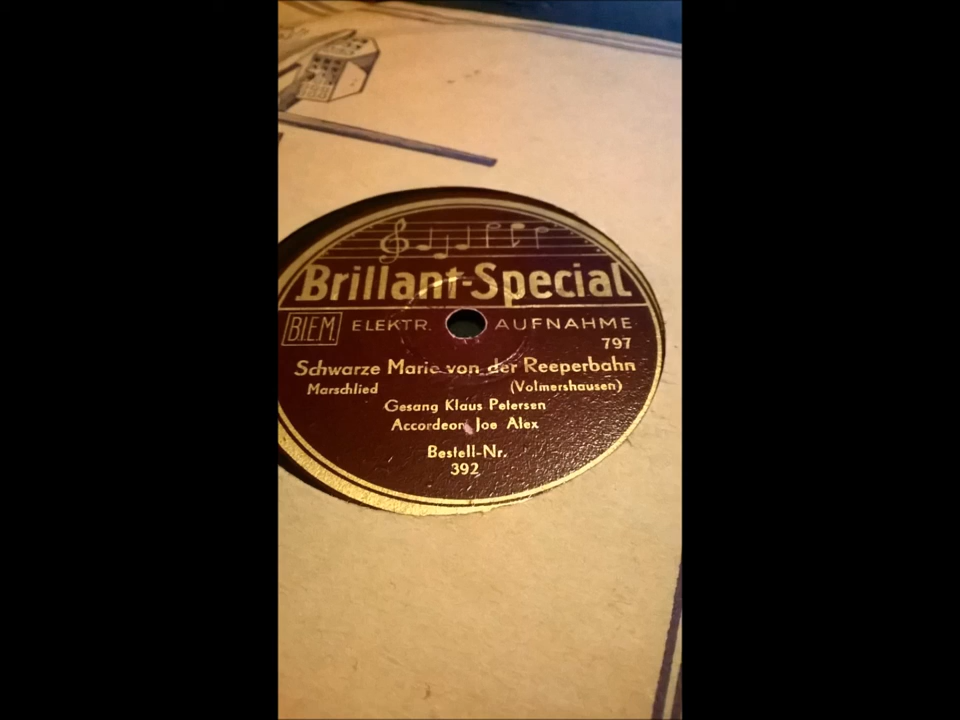 Brillant-Special
B.I.E.M. ELEKTR. AUFNAHME
797
Schwarze Marie von der Reeperbahn
Marschlied (Volmershausen)
Gesang Klaus Petersen
Accordeon Joe Alex
Bestell-Nr.
392